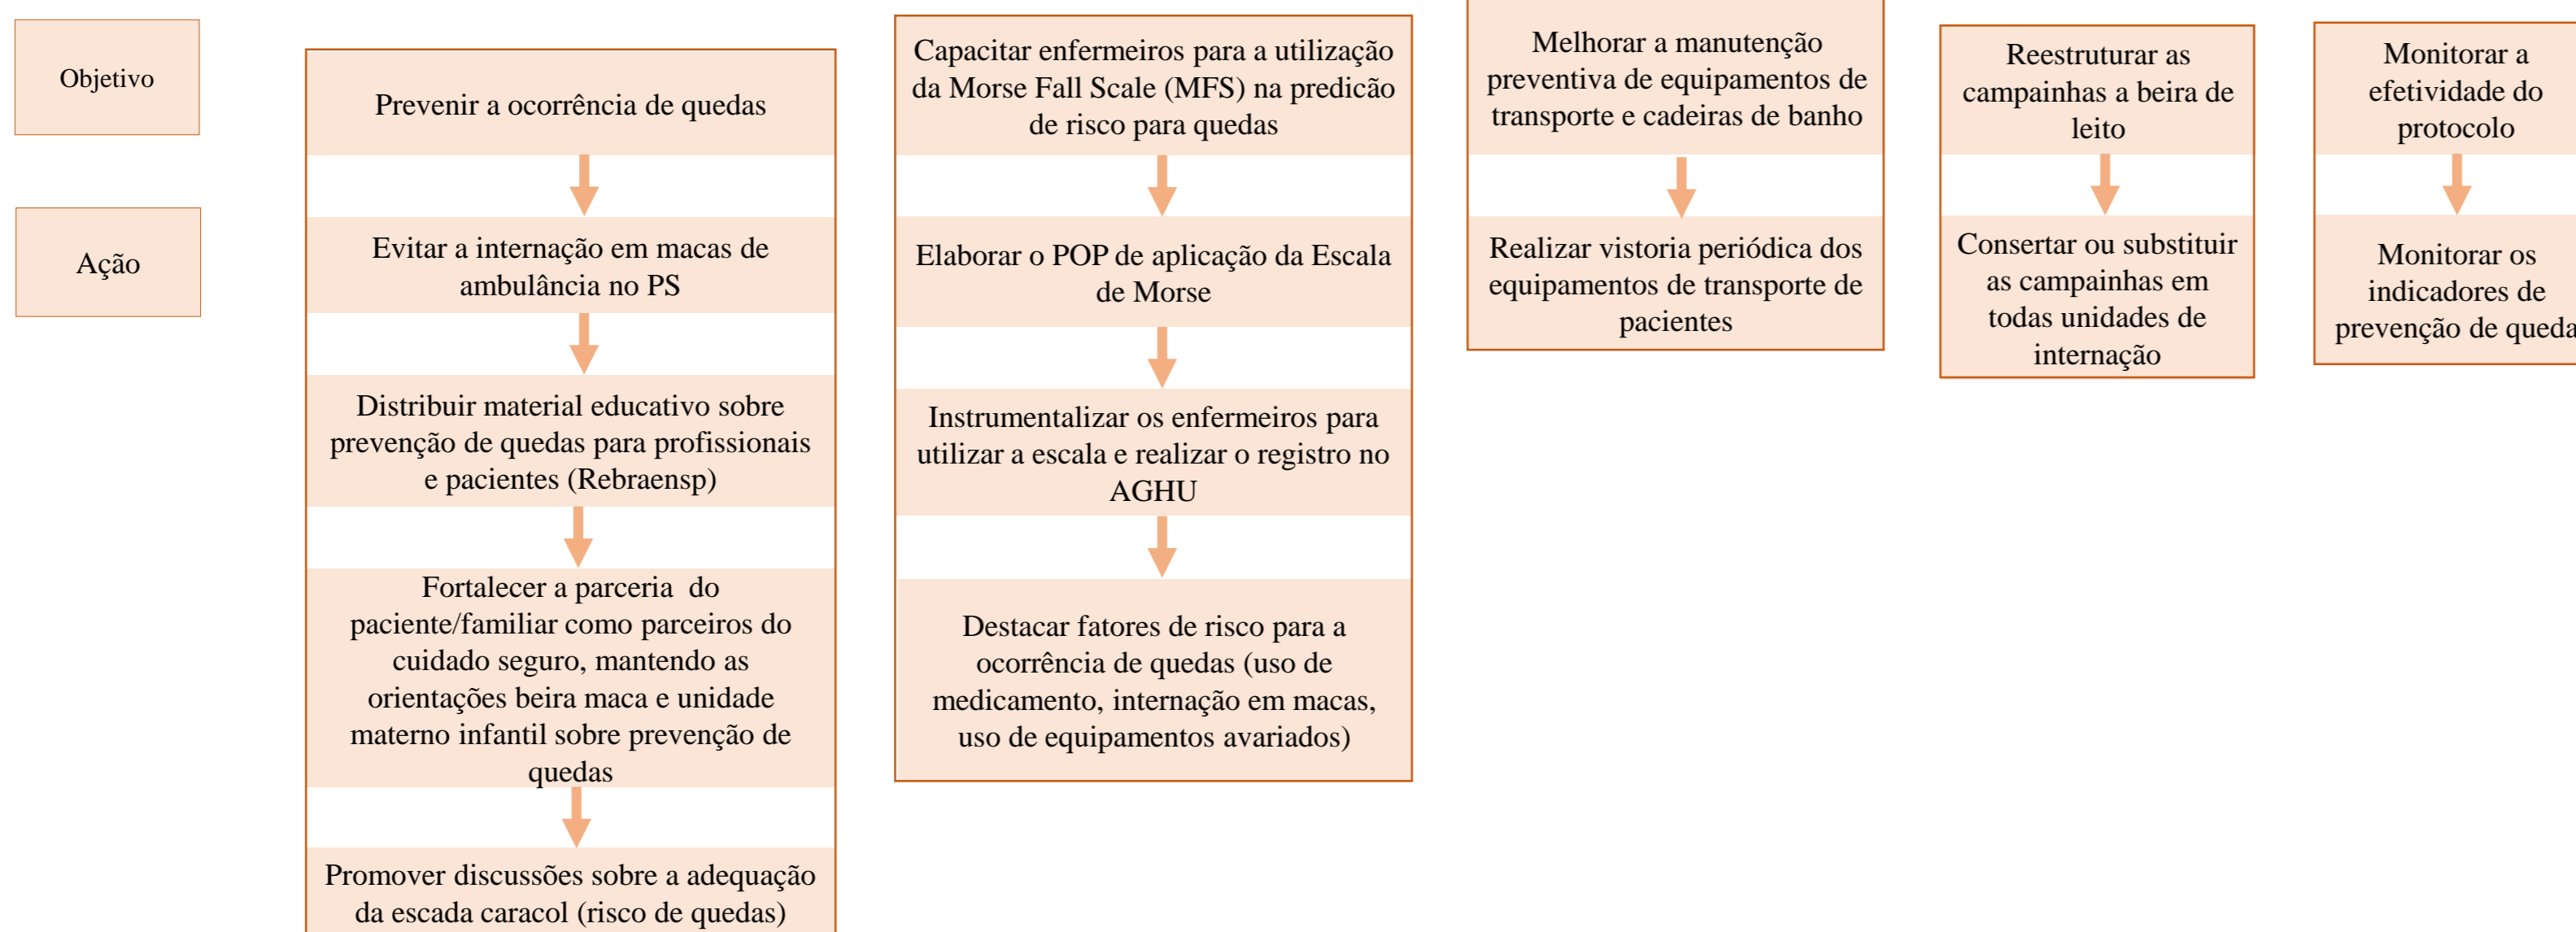 Objetivo
Ação
Prevenir a ocorrência de quedas
Evitar a internação em macas de
ambulância no PS
Distribuir material educativo sobre
prevenção de quedas para profissionais
e pacientes (Rebraensp)
Fortalecer a parceria  do
paciente/familiar como parceiros do
cuidado seguro, mantendo as
orientações beira maca e unidade
materno infantil sobre prevenção de
quedas
Promover discussões sobre a adequação
da escada caracol (risco de quedas)
Capacitar enfermeiros para a utilização
da Morse Fall Scale (MFS) na predicão
de risco para quedas
Elaborar o POP de aplicação da Escala
de Morse
Instrumentalizar os enfermeiros para
utilizar a escala e realizar o registro no
AGHU
Destacar fatores de risco para a
ocorrência de quedas (uso de
medicamento, internação em macas,
uso de equipamentos avariados)
Melhorar a manutenção
preventiva de equipamentos de
transporte e cadeiras de banho
Realizar vistoria periódica dos
equipamentos de transporte de
pacientes
Reestruturar as
campainhas a beira de
leito
Consertar ou substituir
as campainhas em
todas unidades de
internação
Monitorar a
efetividade do
protocolo
Monitorar os
indicadores de
prevenção de queda